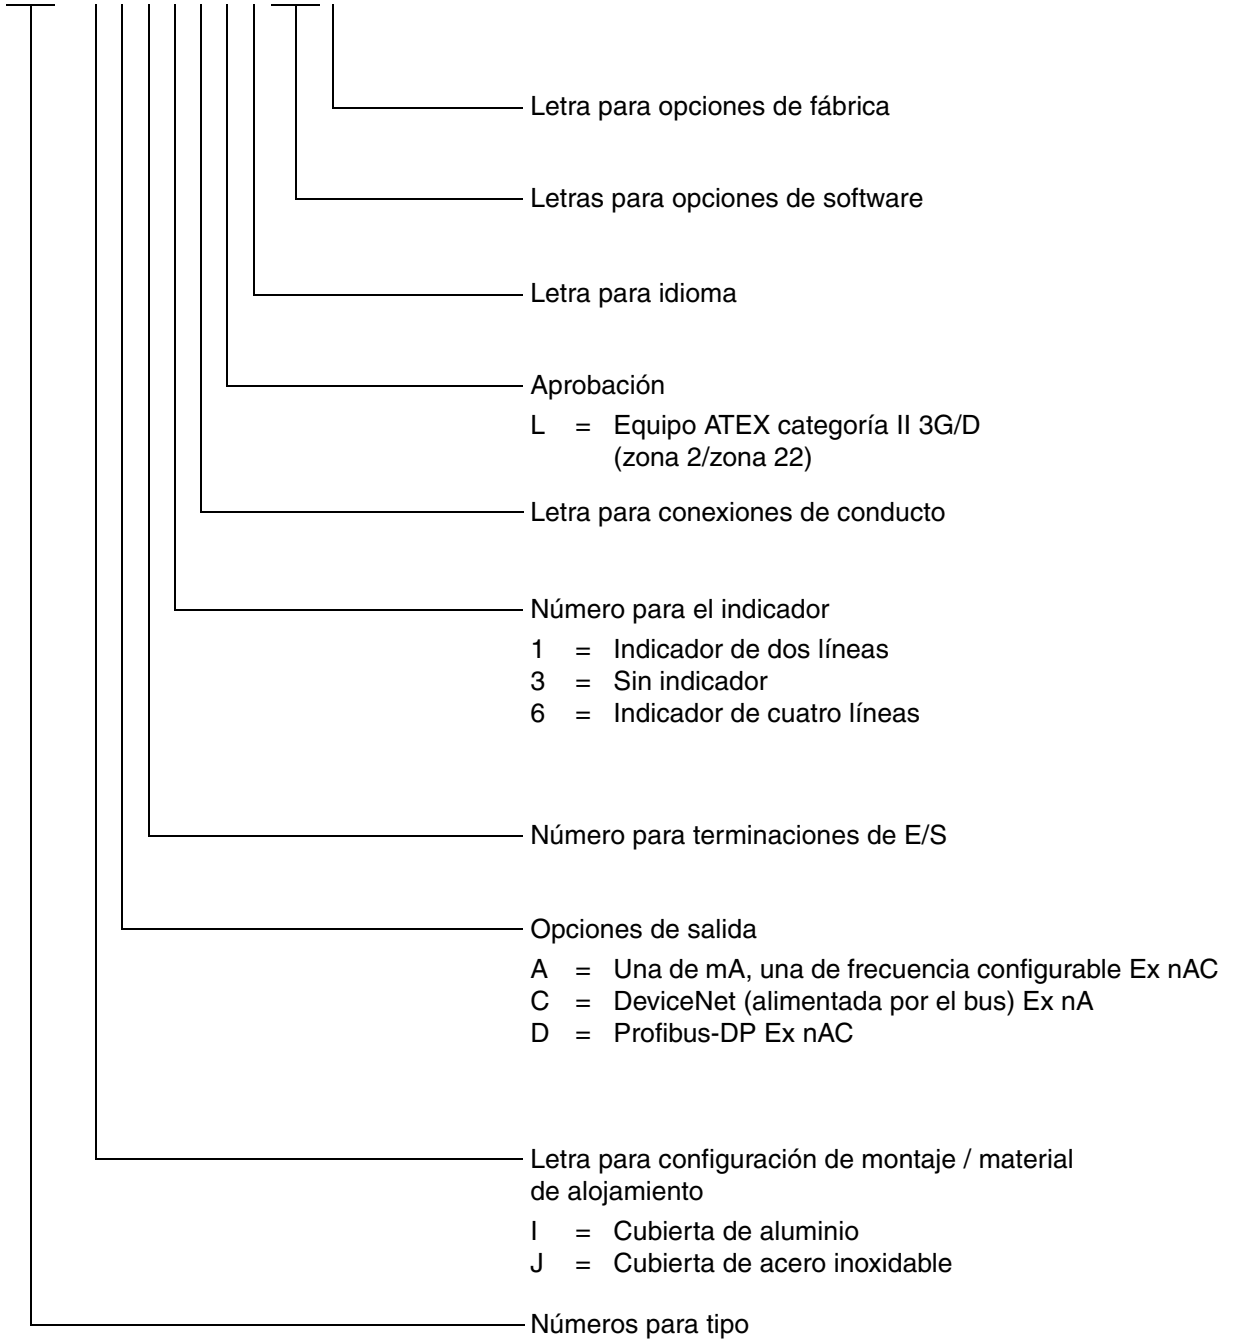 Letra para opciones de fábrica
Letras para opciones de software
Letra para idioma
Aprobación
L = Equipo ATEX categoría II 3G/D
(zona 2/zona 22)
Letra para conexiones de conducto
Número para el indicador
1 = Indicador de dos líneas
3 = Sin indicador
6 = Indicador de cuatro líneas
Número para terminaciones de E/S
Opciones de salida
A = Una de mA, una de frecuencia configurable Ex nAC
C = DeviceNet (alimentada por el bus) Ex nA
D = Profibus-DP Ex nAC
Letra para configuración de montaje / material
de alojamiento
I = Cubierta de aluminio
J = Cubierta de acero inoxidable
Números para tipo